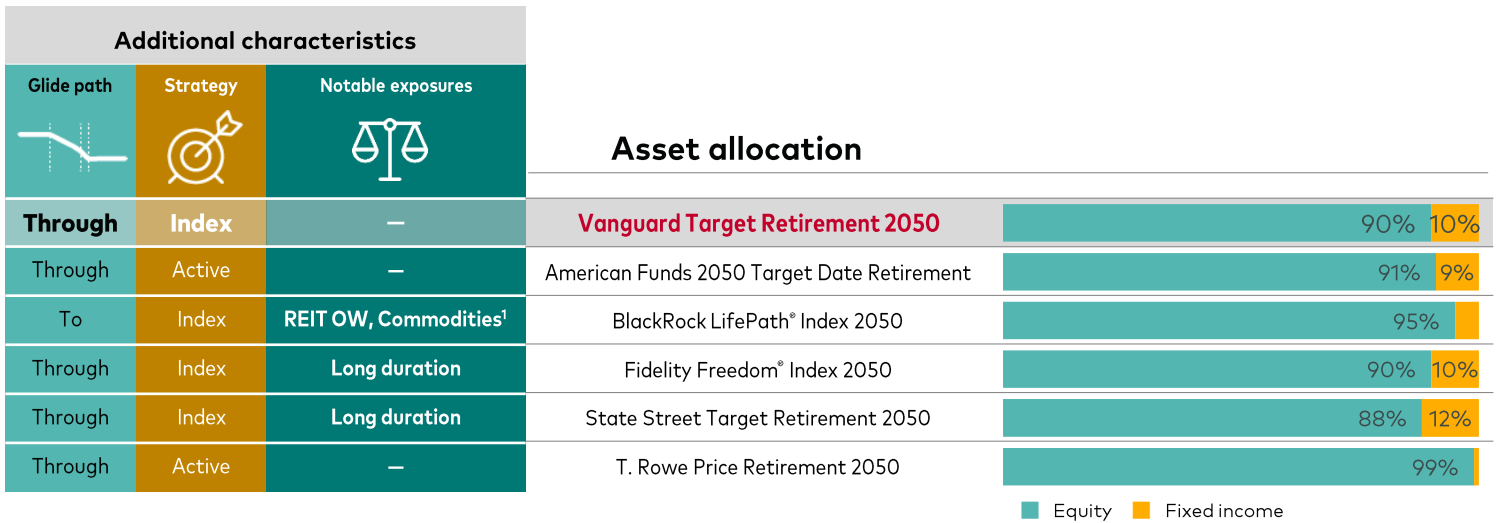 Additional characteristics
Glide path Strategy Notable exposures
Asset allocation
Through Index — Vanguard Target Retirement 2050 90% 10%
Through Active — American Funds 2050 Target Date Retirement 91% 9%
To Index REIT OW, Commodities¹ BlackRock LifePath® Index 2050 95%
Through Index Long duration Fidelity Freedom® Index 2050 90% 10%
Through Index Long duration State Street Target Retirement 2050 88% 12%
Through Active — T. Rowe Price Retirement 2050 99%
Equity Fixed income